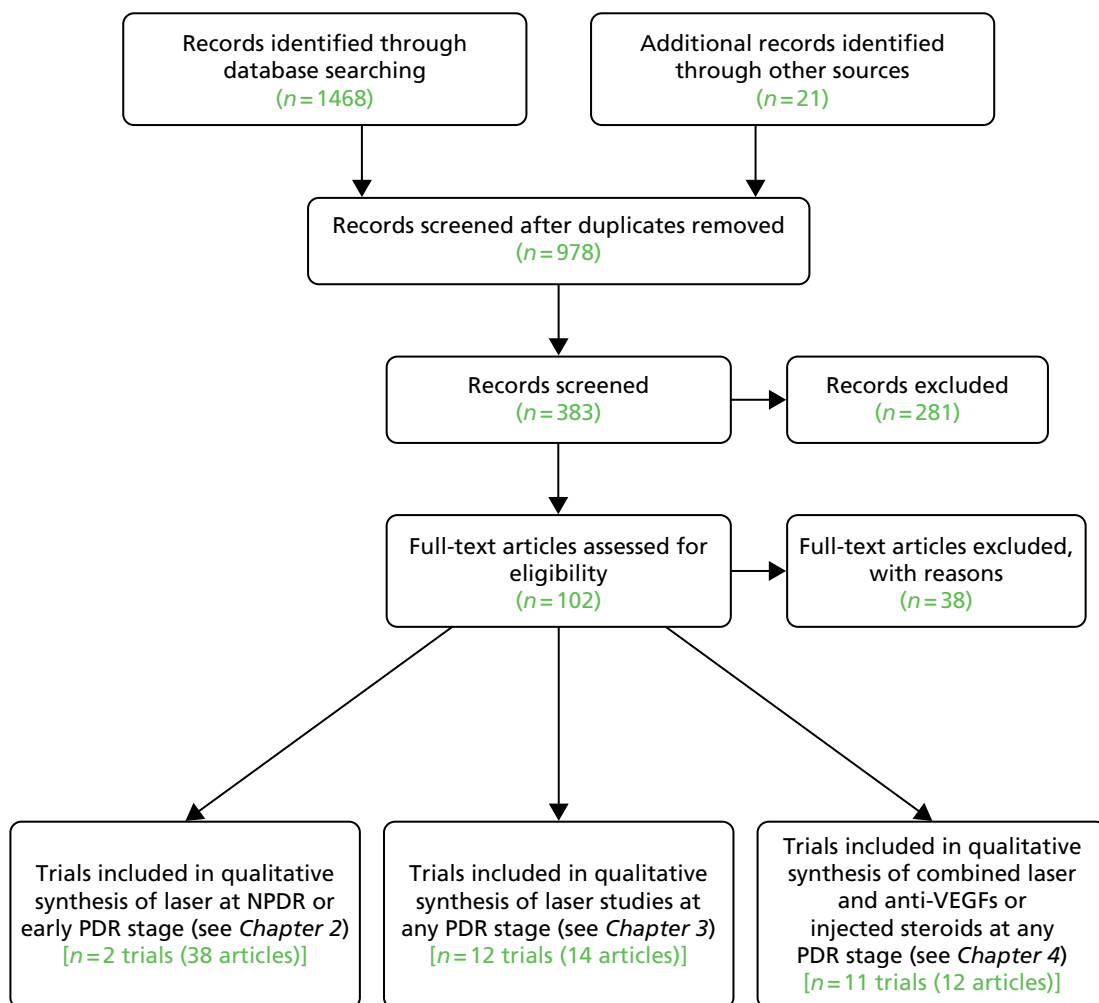 Records identified through
database searching
(n=1468)
Additional records identified
through other sources
(n=21)
Records screened after duplicates removed
(n=978)
Records screened
(n=383)
Records excluded
(n=281)
Full-text articles assessed for
eligibility
(n=102)
Full-text articles excluded,
with reasons
(n=38)
Trials included in qualitative
synthesis of laser at NPDR or
early PDR stage (see Chapter 2)
[n=2 trials (38 articles)]
Trials included in qualitative
synthesis of laser studies at
any PDR stage (see Chapter 3)
[n=12 trials (14 articles)]
Trials included in qualitative
synthesis of combined laser
and anti-VEGFs or
injected steroids at any
PDR stage (see Chapter 4)
[n=11 trials (12 articles)]